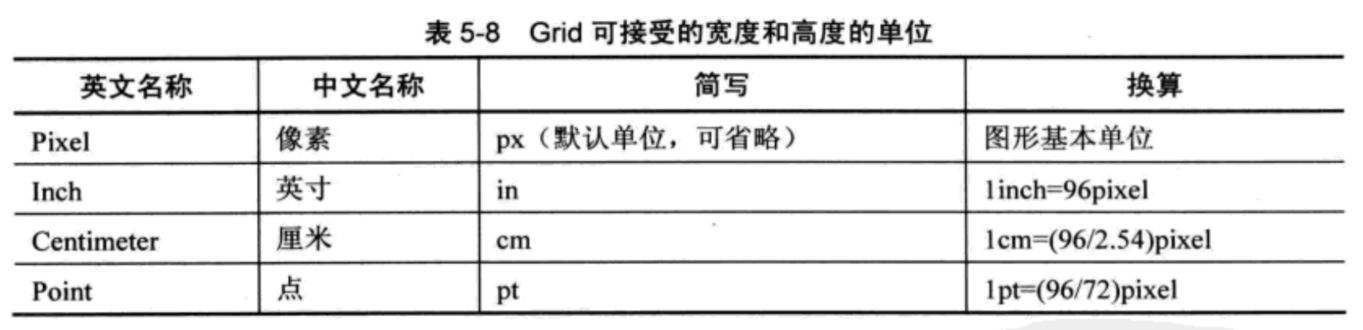 表 5-8 Grid 可接受的宽度和高度的单位
英文名称 中文名称 简写 换算
Pixel 像素 px（默认单位，可省略） 图形基本单位
Inch 英寸 in 1inch=96pixel
Centimeter 厘米 cm 1cm=(96/2.54)pixel
Point 点 pt 1pt=(96/72)pixel